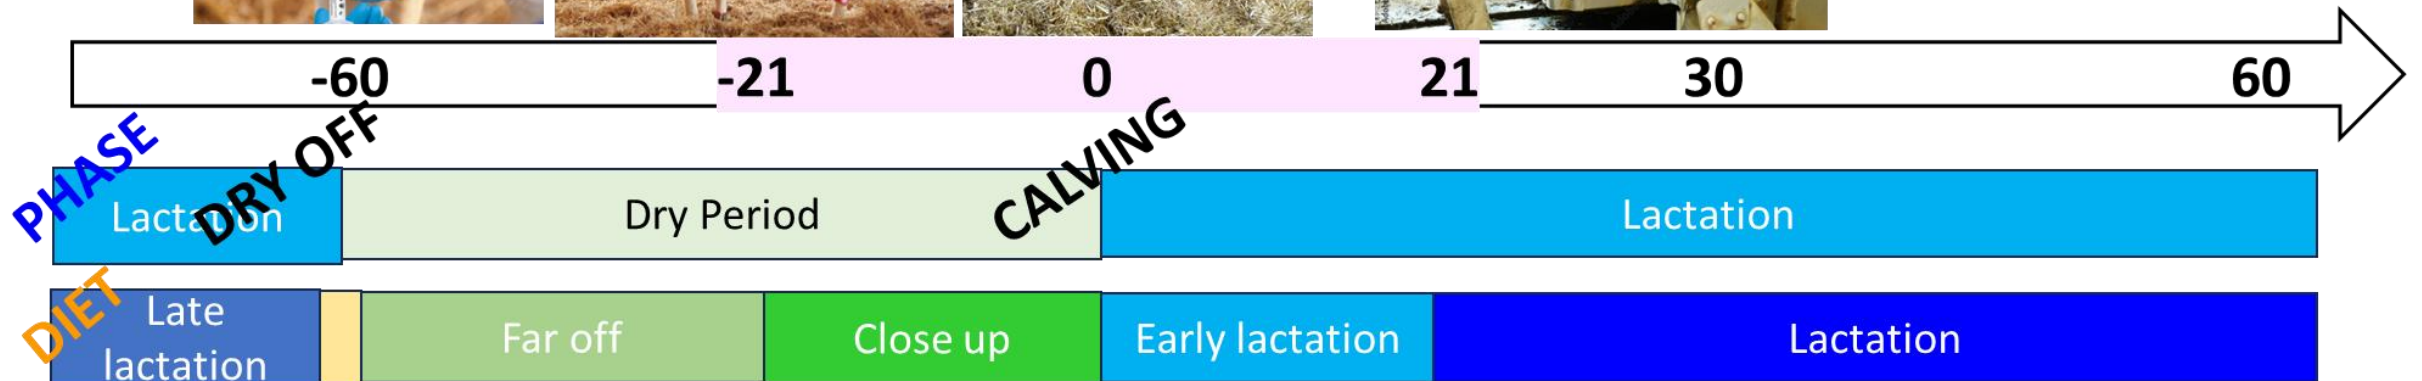 -60 -21 0 21 30 60
PHASE
DRY OFF
CALVING
Lactation Dry Period Lactation
DIET
Late
lactation
Far off Close up Early lactation Lactation